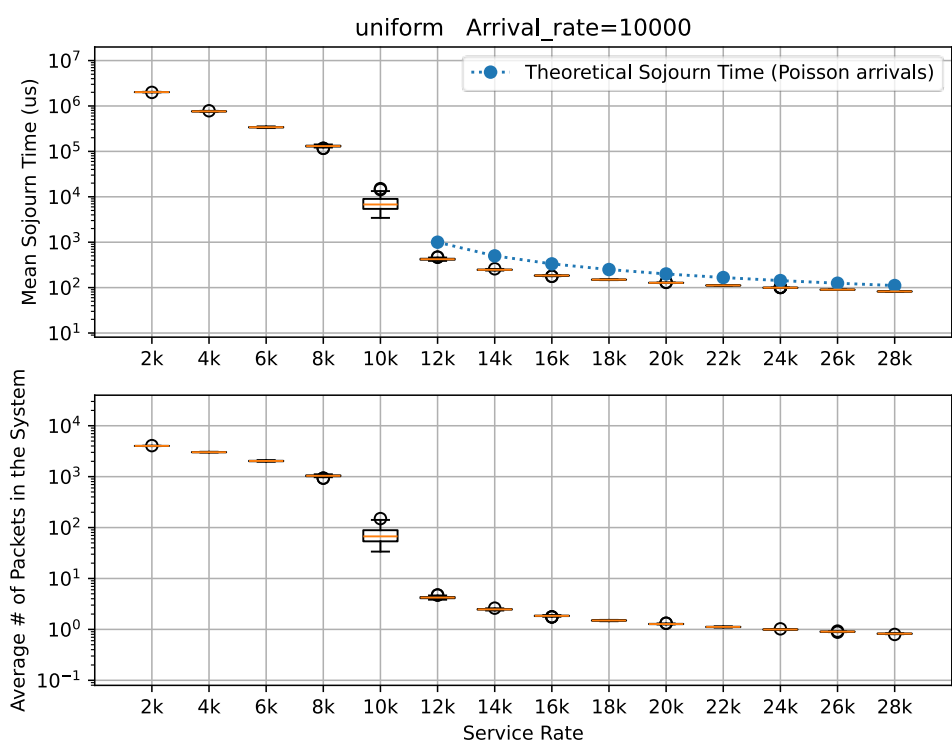 uniform   Arrival_rate=10000
Mean Sojourn Time (us)
10^7
10^6
10^5
10^4
10^3
10^2
10^1
Theoretical Sojourn Time (Poisson arrivals)
2k 4k 6k 8k 10k 12k 14k 16k 18k 20k 22k 24k 26k 28k
Average # of Packets in the System
10^4
10^3
10^2
10^1
10^0
10^−1
2k 4k 6k 8k 10k 12k 14k 16k 18k 20k 22k 24k 26k 28k
Service Rate